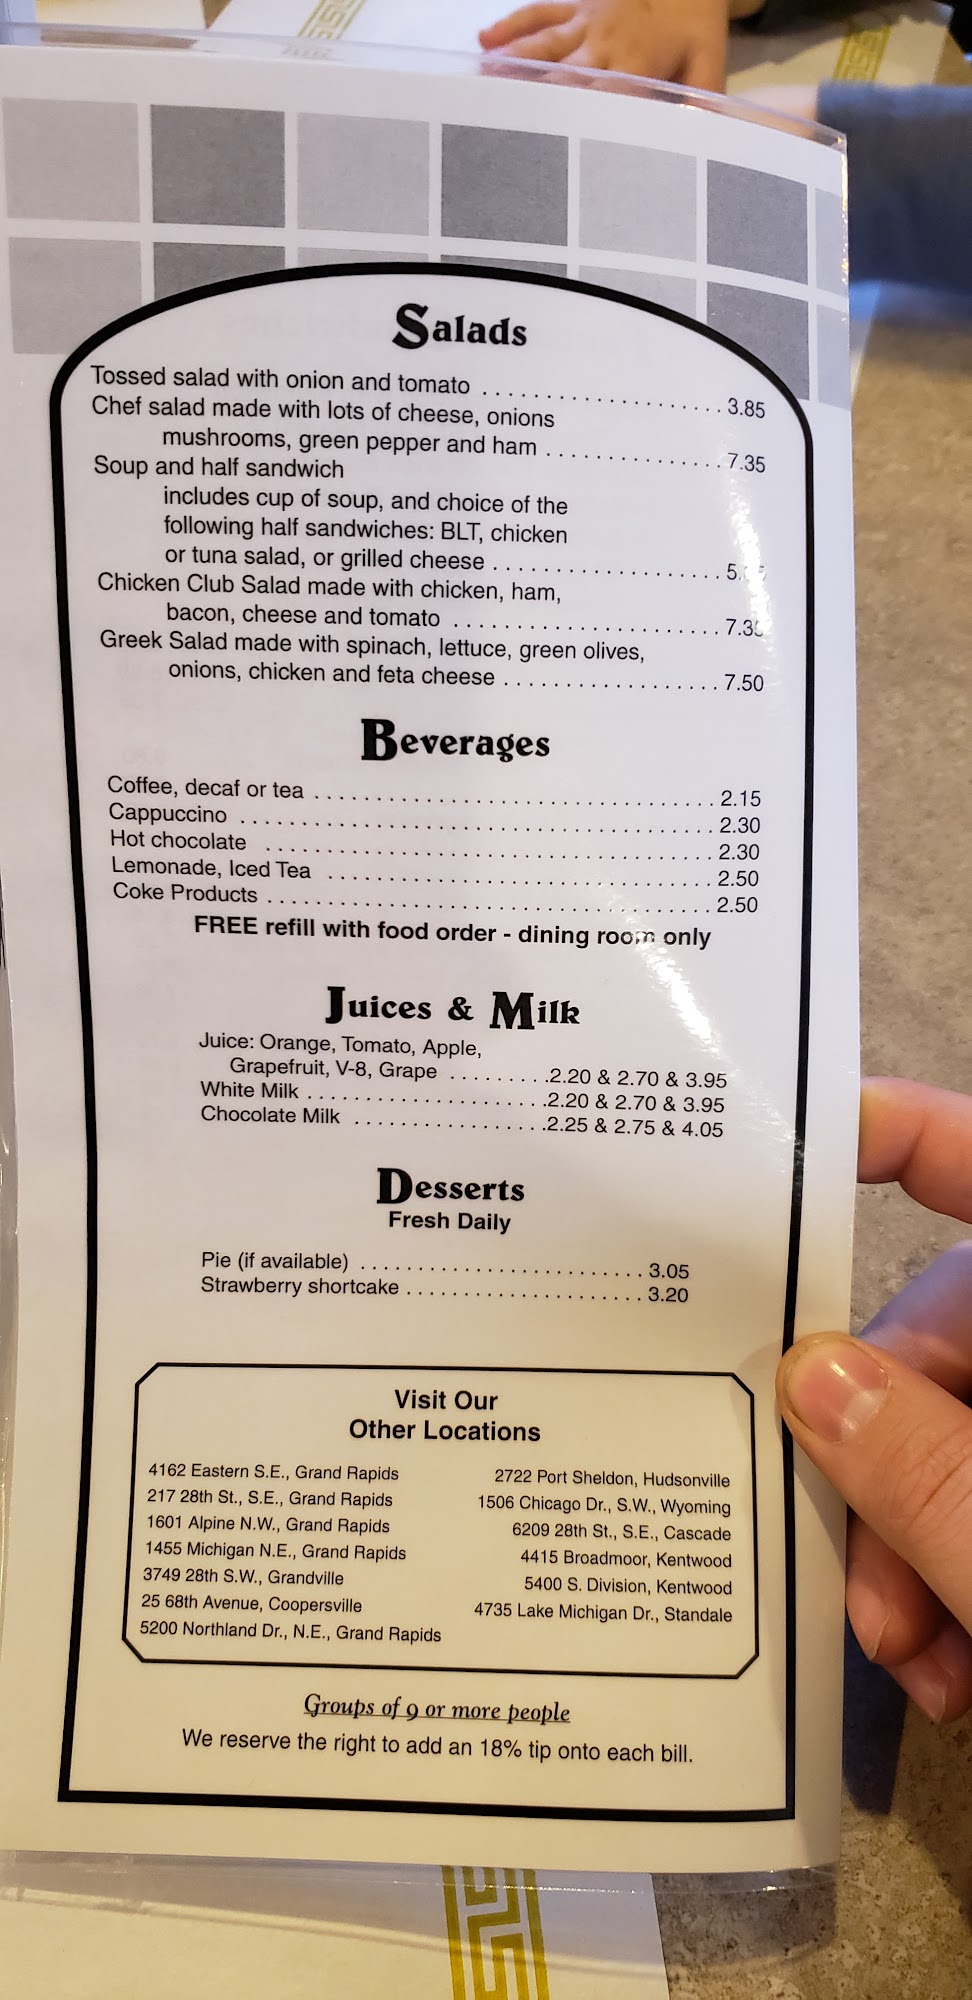 Salads
Tossed salad with onion and tomato .................... 3.85
Chef salad made with lots of cheese, onions
mushrooms, green pepper and ham ............... 7.35
Soup and half sandwich
includes cup of soup, and choice of the
following half sandwiches: BLT, chicken
or tuna salad, or grilled cheese ...................
Chicken Club Salad made with chicken, ham,
bacon, cheese and tomato ...................... 7.35
Greek Salad made with spinach, lettuce, green olives,
onions, chicken and feta cheese .................. 7.50
Beverages
Coffee, decaf or tea ................................. 2.15
Cappuccino ....................................... 2.30
Hot chocolate ..................................... 2.30
Lemonade, Iced Tea ................................ 2.50
Coke Products ..................................... 2.50
FREE refill with food order - dining room only
Juices & Milk
Juice: Orange, Tomato, Apple,
Grapefruit, V-8, Grape .........2.20 & 2.70 & 3.95
White Milk ......................2.20 & 2.70 & 3.95
Chocolate Milk .................2.25 & 2.75 & 4.05
Desserts
Fresh Daily
Pie (if available) ......................... 3.05
Strawberry shortcake ..................... 3.20
Visit Our
Other Locations
4162 Eastern S.E., Grand Rapids
217 28th St., S.E., Grand Rapids
1601 Alpine N.W., Grand Rapids
1455 Michigan N.E., Grand Rapids
3749 28th S.W., Grandville
25 68th Avenue, Coopersville
5200 Northland Dr., N.E., Grand Rapids
2722 Port Sheldon, Hudsonville
1506 Chicago Dr., S.W., Wyoming
6209 28th St., S.E., Cascade
4415 Broadmoor, Kentwood
5400 S. Division, Kentwood
4735 Lake Michigan Dr., Standale
Groups of 9 or more people
We reserve the right to add an 18% tip onto each bill.